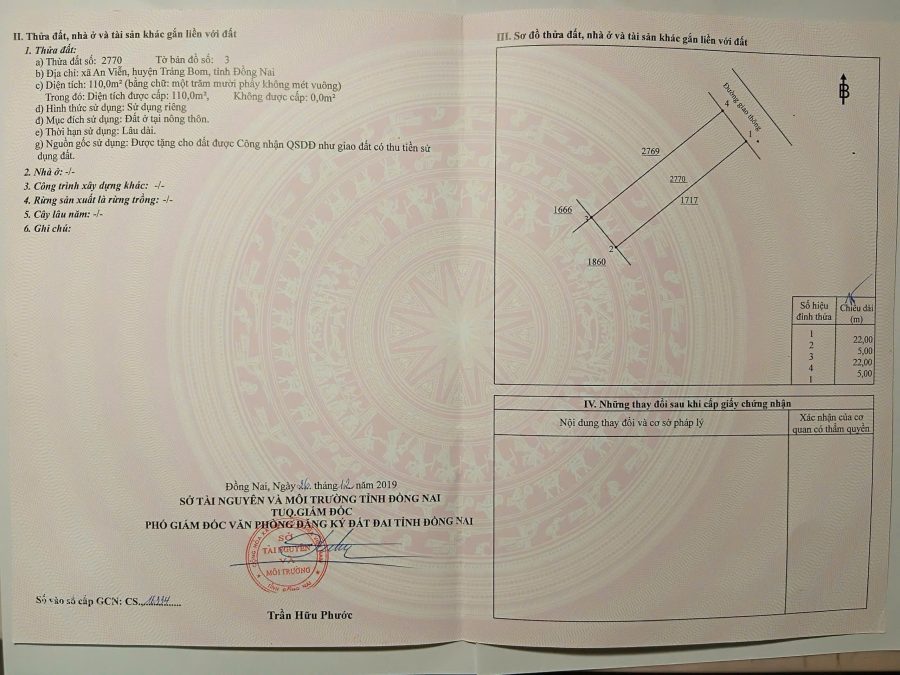 II. Thửa đất, nhà ở và tài sản khác gắn liền với đất
1. Thửa đất:
a) Thửa đất số: 2770 Tờ bản đồ số: 3
b) Địa chỉ: xã An Viễn, huyện Trảng Bom, tỉnh Đồng Nai
c) Diện tích: 110,0m² (bằng chữ: một trăm mười phẩy không mét vuông)
Trong đó: Diện tích được cấp: 110,0m², Không được cấp: 0,0m²
d) Hình thức sử dụng: Sử dụng riêng
đ) Mục đích sử dụng: Đất ở tại nông thôn.
e) Thời hạn sử dụng: Lâu dài.
g) Nguồn gốc sử dụng: Được tặng cho đất được Công nhận QSDĐ như giao đất có thu tiền sử
dụng đất.
2. Nhà ở: -/-
3. Công trình xây dựng khác: -/-
4. Rừng sản xuất là rừng trồng: -/-
5. Cây lâu năm: -/-
6. Ghi chú:
Đồng Nai, Ngày 26 tháng 12 năm 2019
SỞ TÀI NGUYÊN VÀ MÔI TRƯỜNG TỈNH ĐỒNG NAI
TUQ.GIÁM ĐỐC
PHÓ GIÁM ĐỐC VĂN PHÒNG ĐĂNG KÝ ĐẤT ĐAI TỈNH ĐỒNG NAI
SỞ
TÀI NGUYÊN
VÀ
MÔI TRƯỜNG
TỈNH ĐỒNG NAI
Trần Hữu Phước
Số vào sổ cấp GCN: CS
III. Sơ đồ thửa đất, nhà ở và tài sản khác gắn liền với đất
B
Đường giao thông
4
1
2769
2770
1717
1666
3
2
1860
Số hiệu đỉnh thửa Chiều dài (m)
1
22,00
2
5,00
3
22,00
4
5,00
1
IV. Những thay đổi sau khi cấp giấy chứng nhận
Nội dung thay đổi và cơ sở pháp lý
Xác nhận của cơ
quan có thẩm quyền